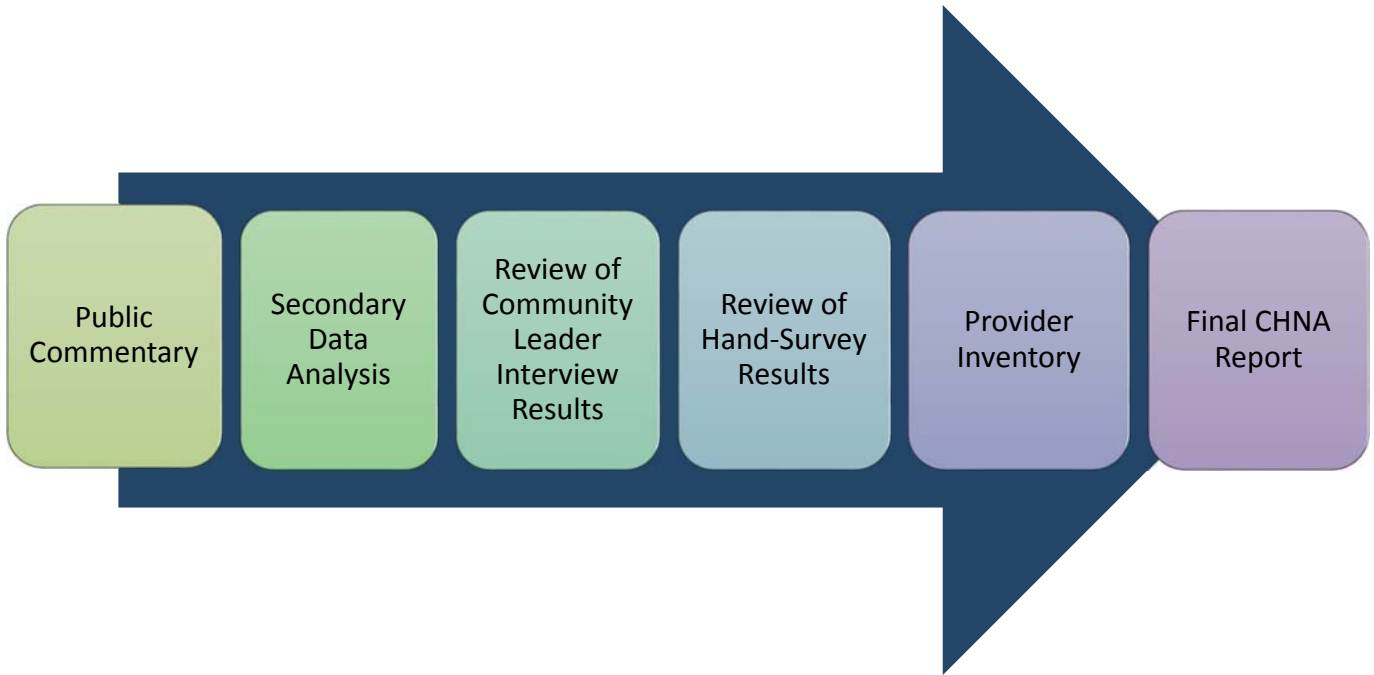 Public
Commentary
Secondary
Data
Analysis
Review of
Community
Leader
Interview
Results
Review of
Hand-Survey
Results
Provider
Inventory
Final CHNA
Report